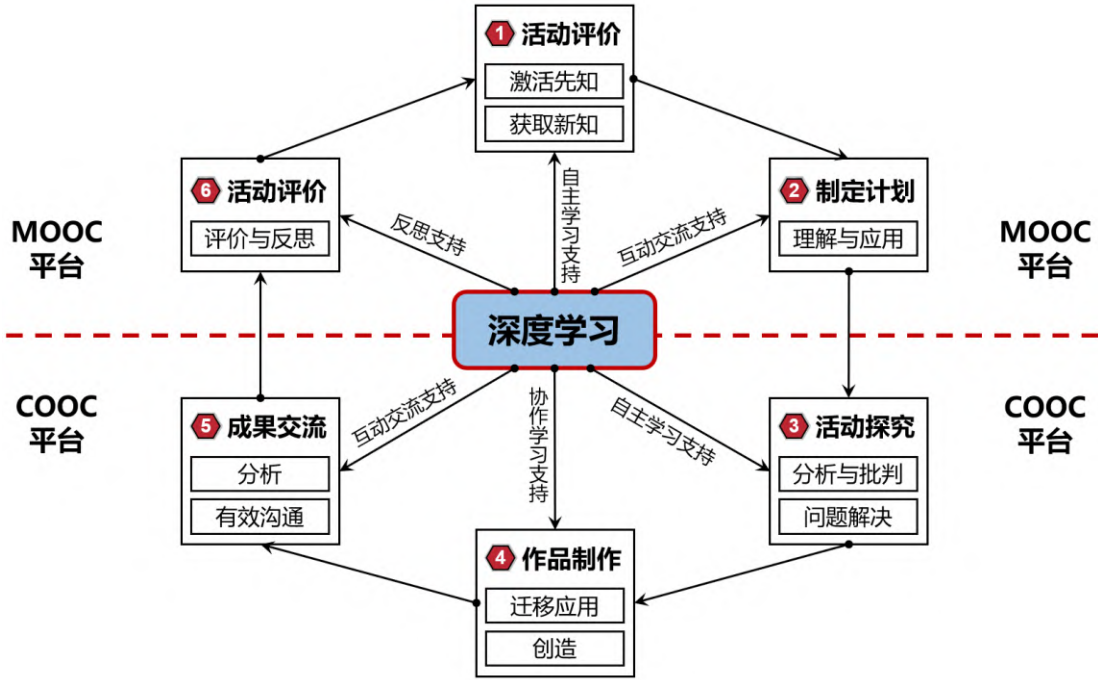 1 活动评价
激活先知
获取新知
6 活动评价
评价与反思
2 制定计划
理解与应用
MOOC
平台
MOOC
平台
反思支持
自主学习支持
互动交流支持
深度学习
COOC
平台
COOC
平台
互动交流支持
协作学习支持
自主学习支持
5 成果交流
分析
有效沟通
3 活动探究
分析与批判
问题解决
4 作品制作
迁移应用
创造